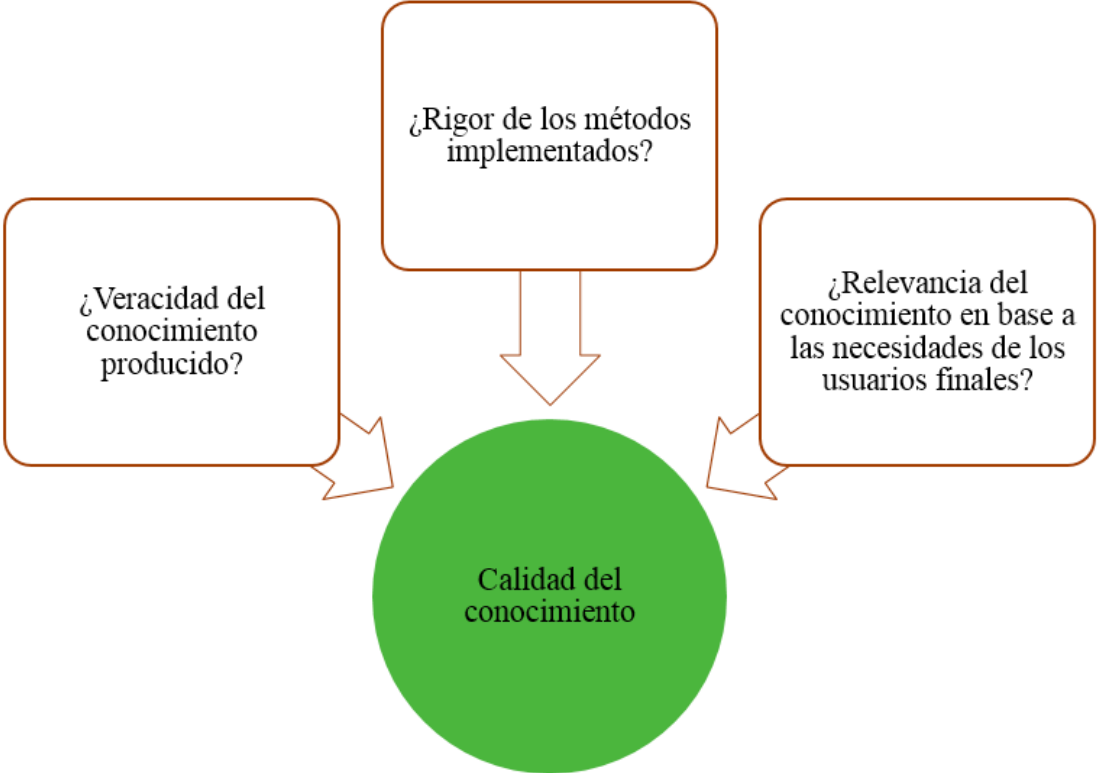 ¿Rigor de los métodos
implementados?
¿Veracidad del
conocimiento
producido?
¿Relevancia del
conocimiento en base a
las necesidades de los
usuarios finales?
Calidad del
conocimiento